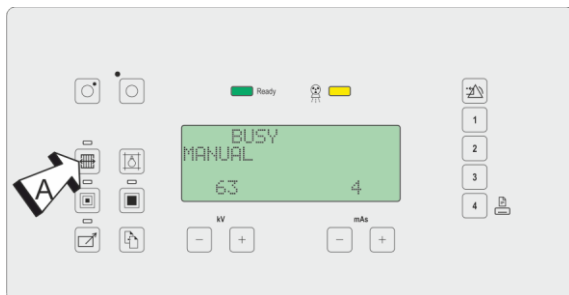 Ready
1
BUSY
MANUAL
2
A
63 4
3
4
kV mAs
- + - +